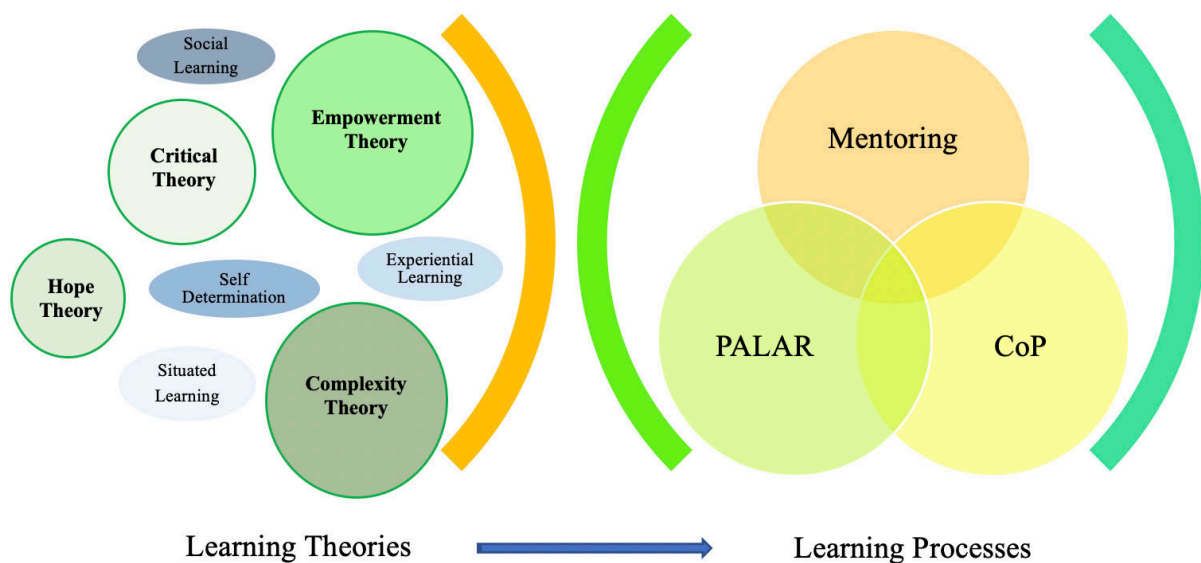 Social
Learning
Empowerment
Theory
Critical
Theory
Experiential
Learning
Self
Determination
Hope
Theory
Situated
Learning
Complexity
Theory
Mentoring
PALAR
CoP
Learning Theories
Learning Processes